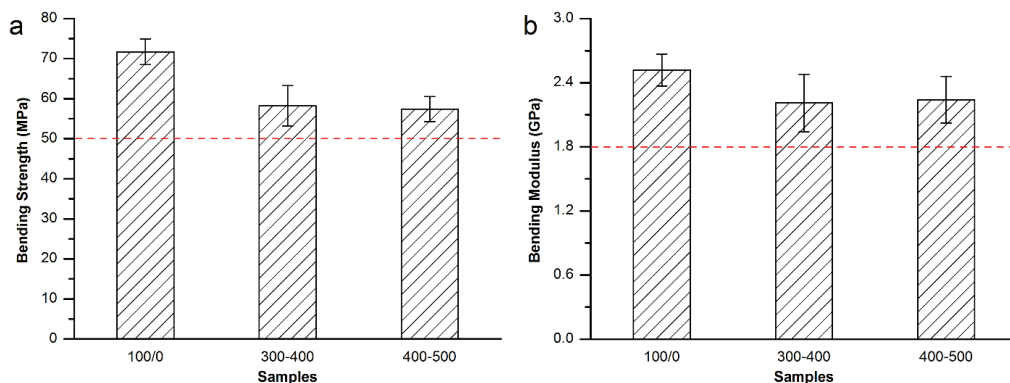 a
Bending Strength (MPa)
80
70
60
50
40
30
20
10
0
100/0 300-400 400-500
Samples
b
Bending Modulus (GPa)
3.0
2.4
1.8
1.2
0.6
0.0
100/0 300-400 400-500
Samples